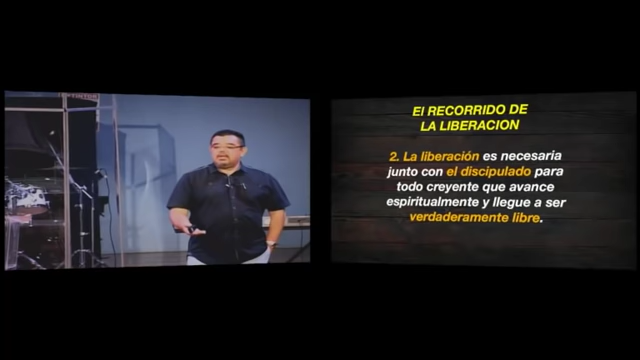 El RECORRIDO DE
LA LIBERACION
2. La liberación es necesaria
junto con el discipulado para
todo creyente que avance
espiritualmente y llegue a ser
verdaderamente libre.